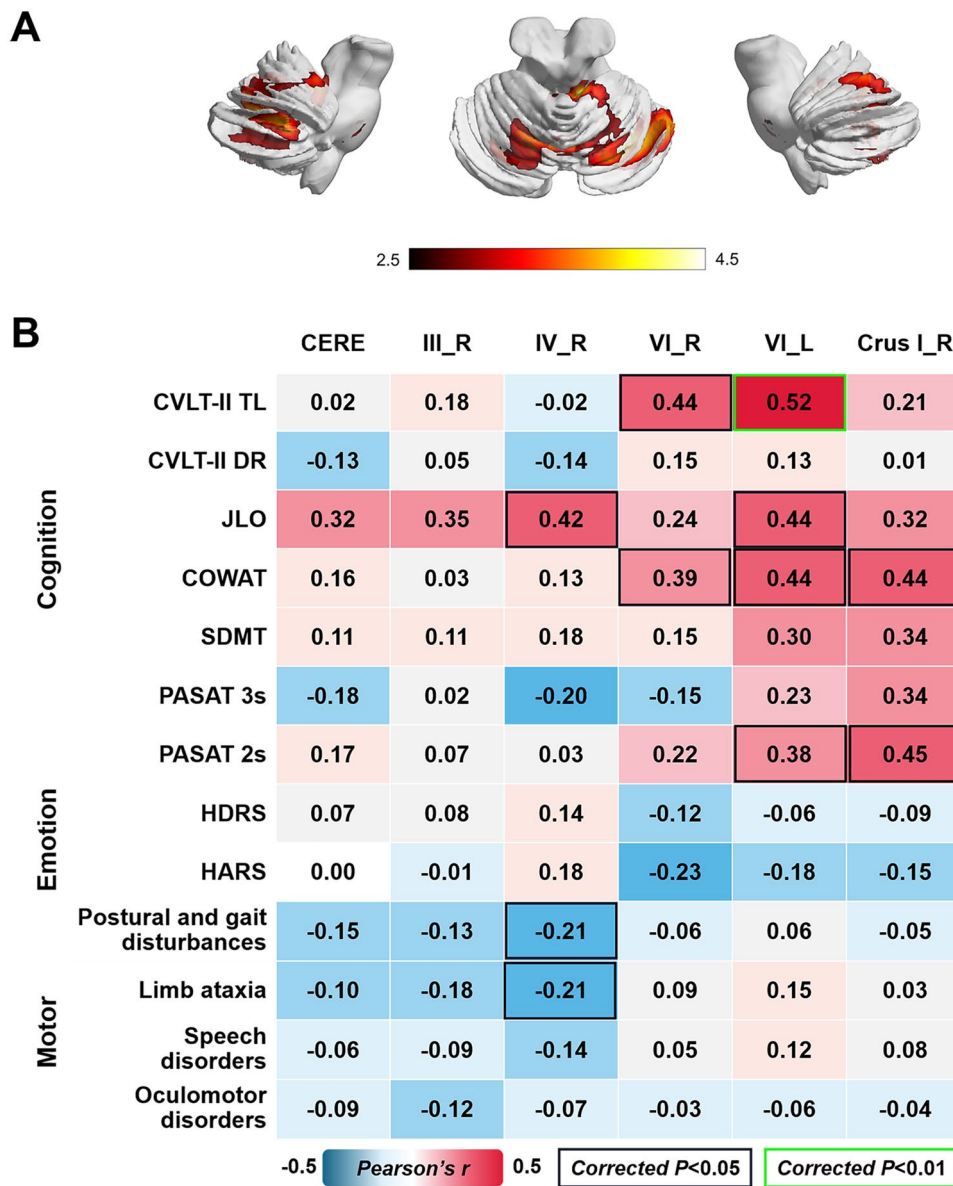 A
2.5 4.5
B
CERE III_R IV_R VI_R VI_L Crus I_R
Cognition
CVLT-II TL 0.02 0.18 -0.02 0.44 0.52 0.21
CVLT-II DR -0.13 0.05 -0.14 0.15 0.13 0.01
JLO 0.32 0.35 0.42 0.24 0.44 0.32
COWAT 0.16 0.03 0.13 0.39 0.44 0.44
SDMT 0.11 0.11 0.18 0.15 0.30 0.34
PASAT 3s -0.18 0.02 -0.20 -0.15 0.23 0.34
PASAT 2s 0.17 0.07 0.03 0.22 0.38 0.45
Emotion
HDRS 0.07 0.08 0.14 -0.12 -0.06 -0.09
HARS 0.00 -0.01 0.18 -0.23 -0.18 -0.15
Motor
Postural and gait
disturbances -0.15 -0.13 -0.21 -0.06 0.06 -0.05
Limb ataxia -0.10 -0.18 -0.21 0.09 0.15 0.03
Speech
disorders -0.06 -0.09 -0.14 0.05 0.12 0.08
Oculomotor
disorders -0.09 -0.12 -0.07 -0.03 -0.06 -0.04
-0.5 Pearson's r 0.5 Corrected P<0.05 Corrected P<0.01